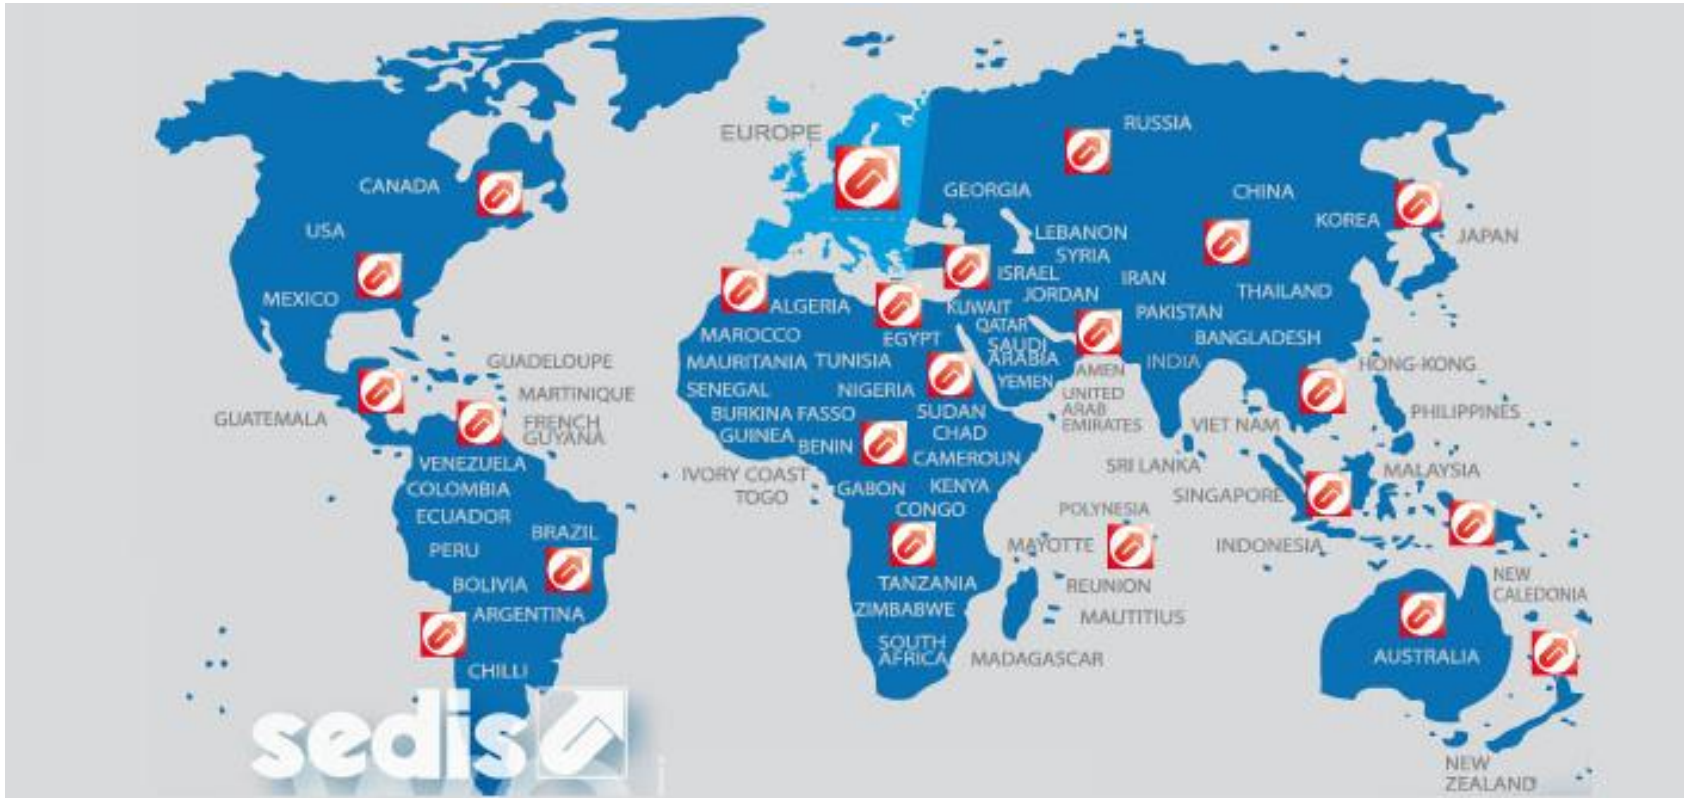 EUROPE
RUSSIA
CANADA
GEORGIA
CHINA
KOREA
USA
LEBANON
JAPAN
SYRIA
ISRAEL
IRAN
MEXICO
ALGERIA
KUWAIT
JORDAN
THAILAND
PAKISTAN
MAROCCO
EGYPT
QATAR
SAUDI
ARABIA
BANGLADESH
GUADELOUPE
MAURITANIA
TUNISIA
INDIA
HONG-KONG
AMEN
YEMEN
SENEGAL
NIGERIA
MARTINIQUE
UNITED
ARAB
EMIRATES
GUATEMALA
FRENCH
GUYANA
BURKINA FASSO
SUDAN
PHILIPPINES
GUINEA
BENIN
CHAD
VIET NAM
VENEZUELA
CAMEROUN
SRI LANKA
MALAYSIA
IVORY COAST
TOGO
COLOMBIA
GABON
KENYA
SINGAPORE
ECUADOR
CONGO
POLYNESIA
BRAZIL
PERU
MAYOTTE
INDONESIA
BOLIVIA
TANZANIA
REUNION
NEW
CALEDONIA
ARGENTINA
ZIMBABWE
MAUTITIUS
SOUTH
AFRICA
MADAGASCAR
AUSTRALIA
CHILLI
sedis
NEW
ZEALAND